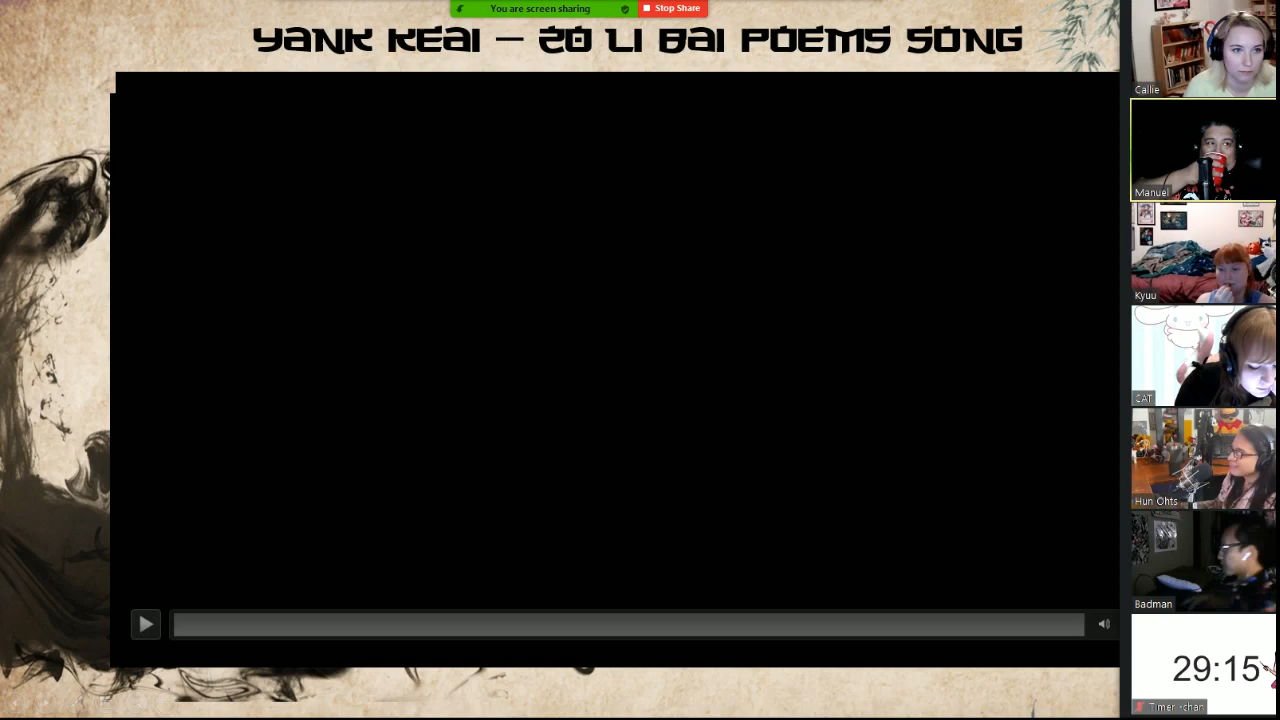 You are screen sharing
Stop Share
YANK KEAI – 20 LI BAI POEMS SONG
Callie
Manuel
Kyuu
CAT
Hun Ohts
Badman
29:15
Timer -chan